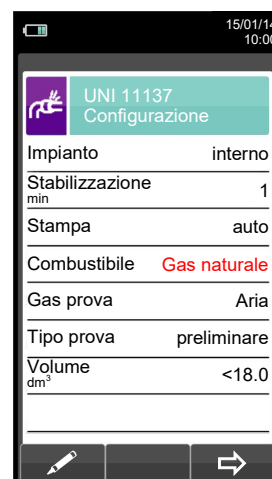 15/01/14
10:00
UNI 11137
Configurazione
Impianto interno
Stabilizzazione 1
min
Stampa auto
Combustibile Gas naturale
Gas prova Aria
Tipo prova preliminare
Volume <18.0
dm³